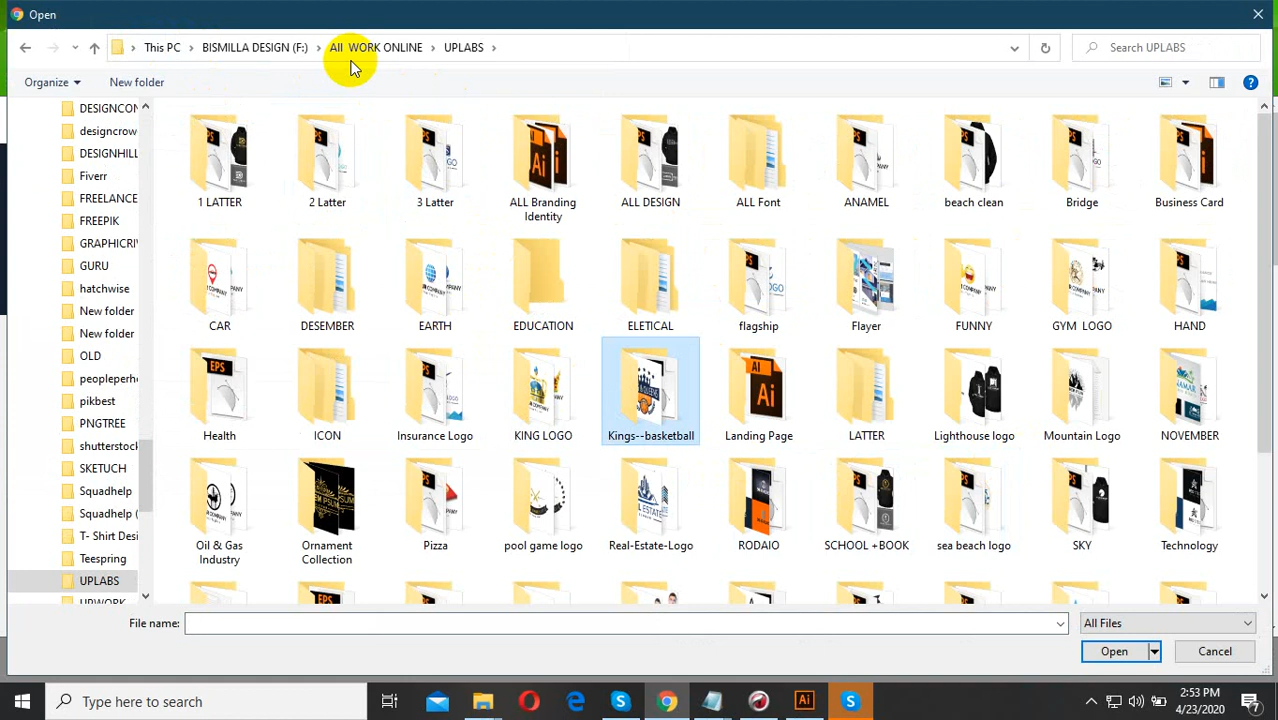 Open
This PC
BISMILLA DESIGN (F:)
All WORK ONLINE
UPLABS
Search UPLABS
Organize
New folder
DESIGNCON
designcrow
DESIGNHILL
Fiverr
FREELANCE
FREEPIK
GRAPHICRIV
GURU
hatchwise
New folder
New folder
OLD
peopleperh
pikbest
PNGTREE
shutterstock
SKETUCH
Squadhelp
Squadhelp (
T- Shirt Desi
Teespring
UPLABS
UPWORK
1 LATTER
2 Latter
3 Latter
ALL Branding
Identity
ALL DESIGN
ALL Font
ANAMEL
beach clean
Bridge
Business Card
CAR
DESEMBER
EARTH
EDUCATION
ELETICAL
flagship
Flayer
FUNNY
GYM LOGO
HAND
Health
ICON
Insurance Logo
KING LOGO
Kings--basketball
Landing Page
LATTER
Lighthouse logo
Mountain Logo
NOVEMBER
Oil & Gas
Industry
Ornament
Collection
Pizza
pool game logo
Real-Estate-Logo
RODAIO
SCHOOL +BOOK
sea beach logo
SKY
Technology
File name:
All Files
Open
Cancel
Type here to search
2:53 PM
4/23/2020